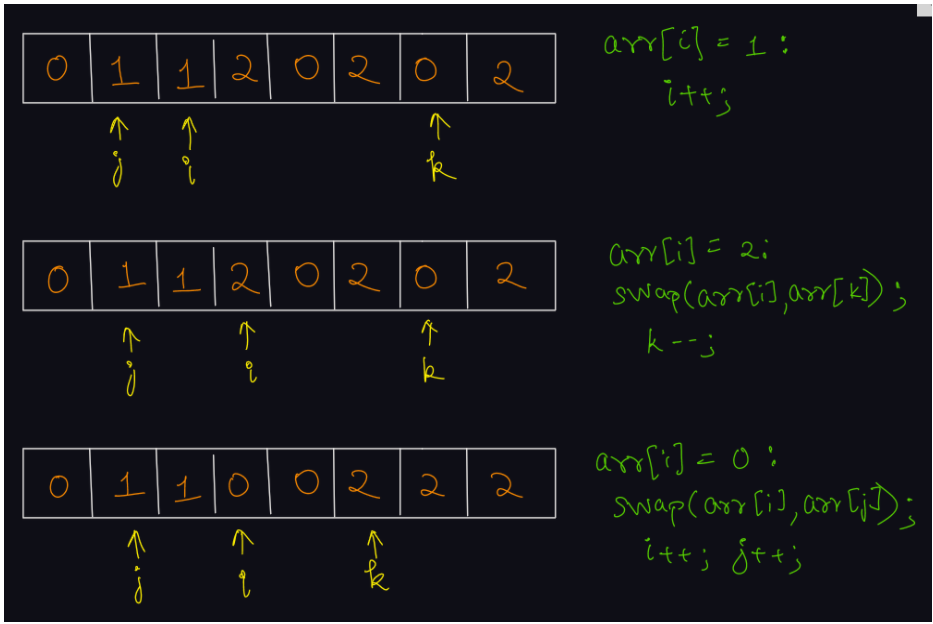 0 1 1 2 0 2 0 2
arr[i] = 1 :
i++;
j i k
0 1 1 2 0 2 0 2
arr[i] = 2:
swap(arr[i],arr[k]);
k--;
j i k
0 1 1 0 0 2 2 2
arr[i] = 0 :
swap(arr[i],arr[j]);
i++; j++;
j i k